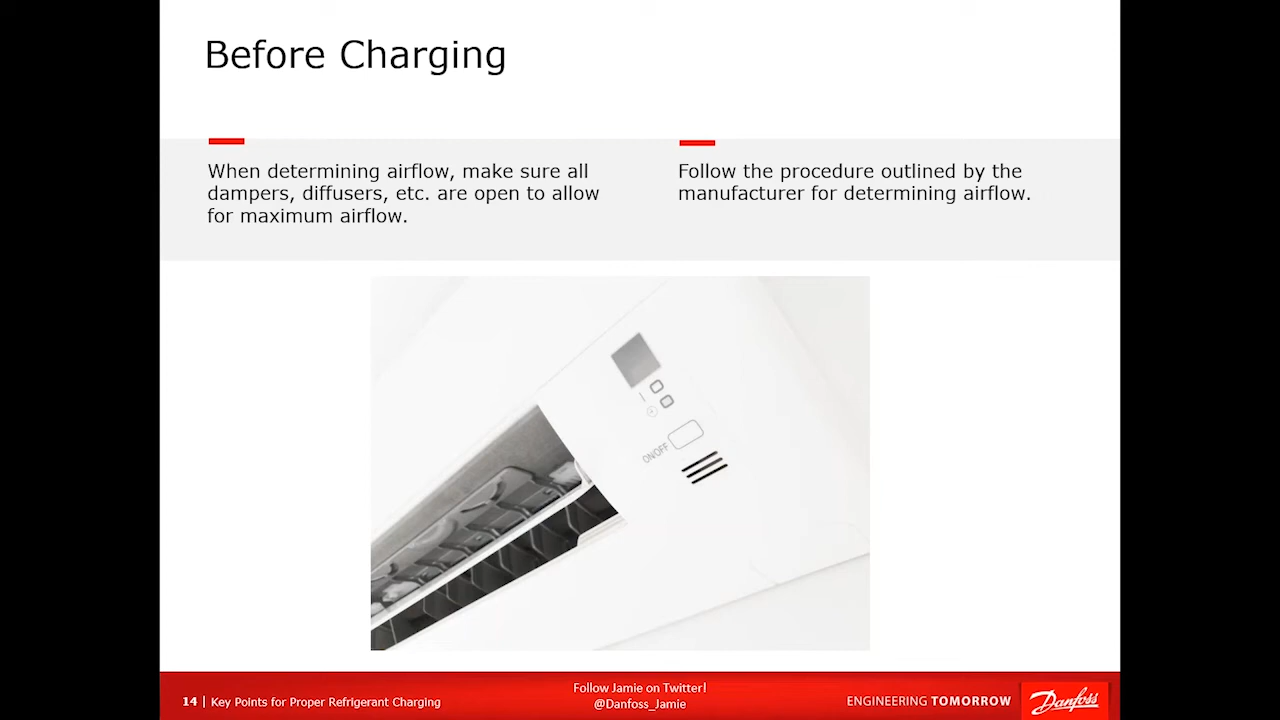 Before Charging
When determining airflow, make sure all
dampers, diffusers, etc. are open to allow
for maximum airflow.
Follow the procedure outlined by the
manufacturer for determining airflow.
ON/OFF
14 | Key Points for Proper Refrigerant Charging
Follow Jamie on Twitter!
@Danfoss_Jamie
ENGINEERING TOMORROW
Danfoss